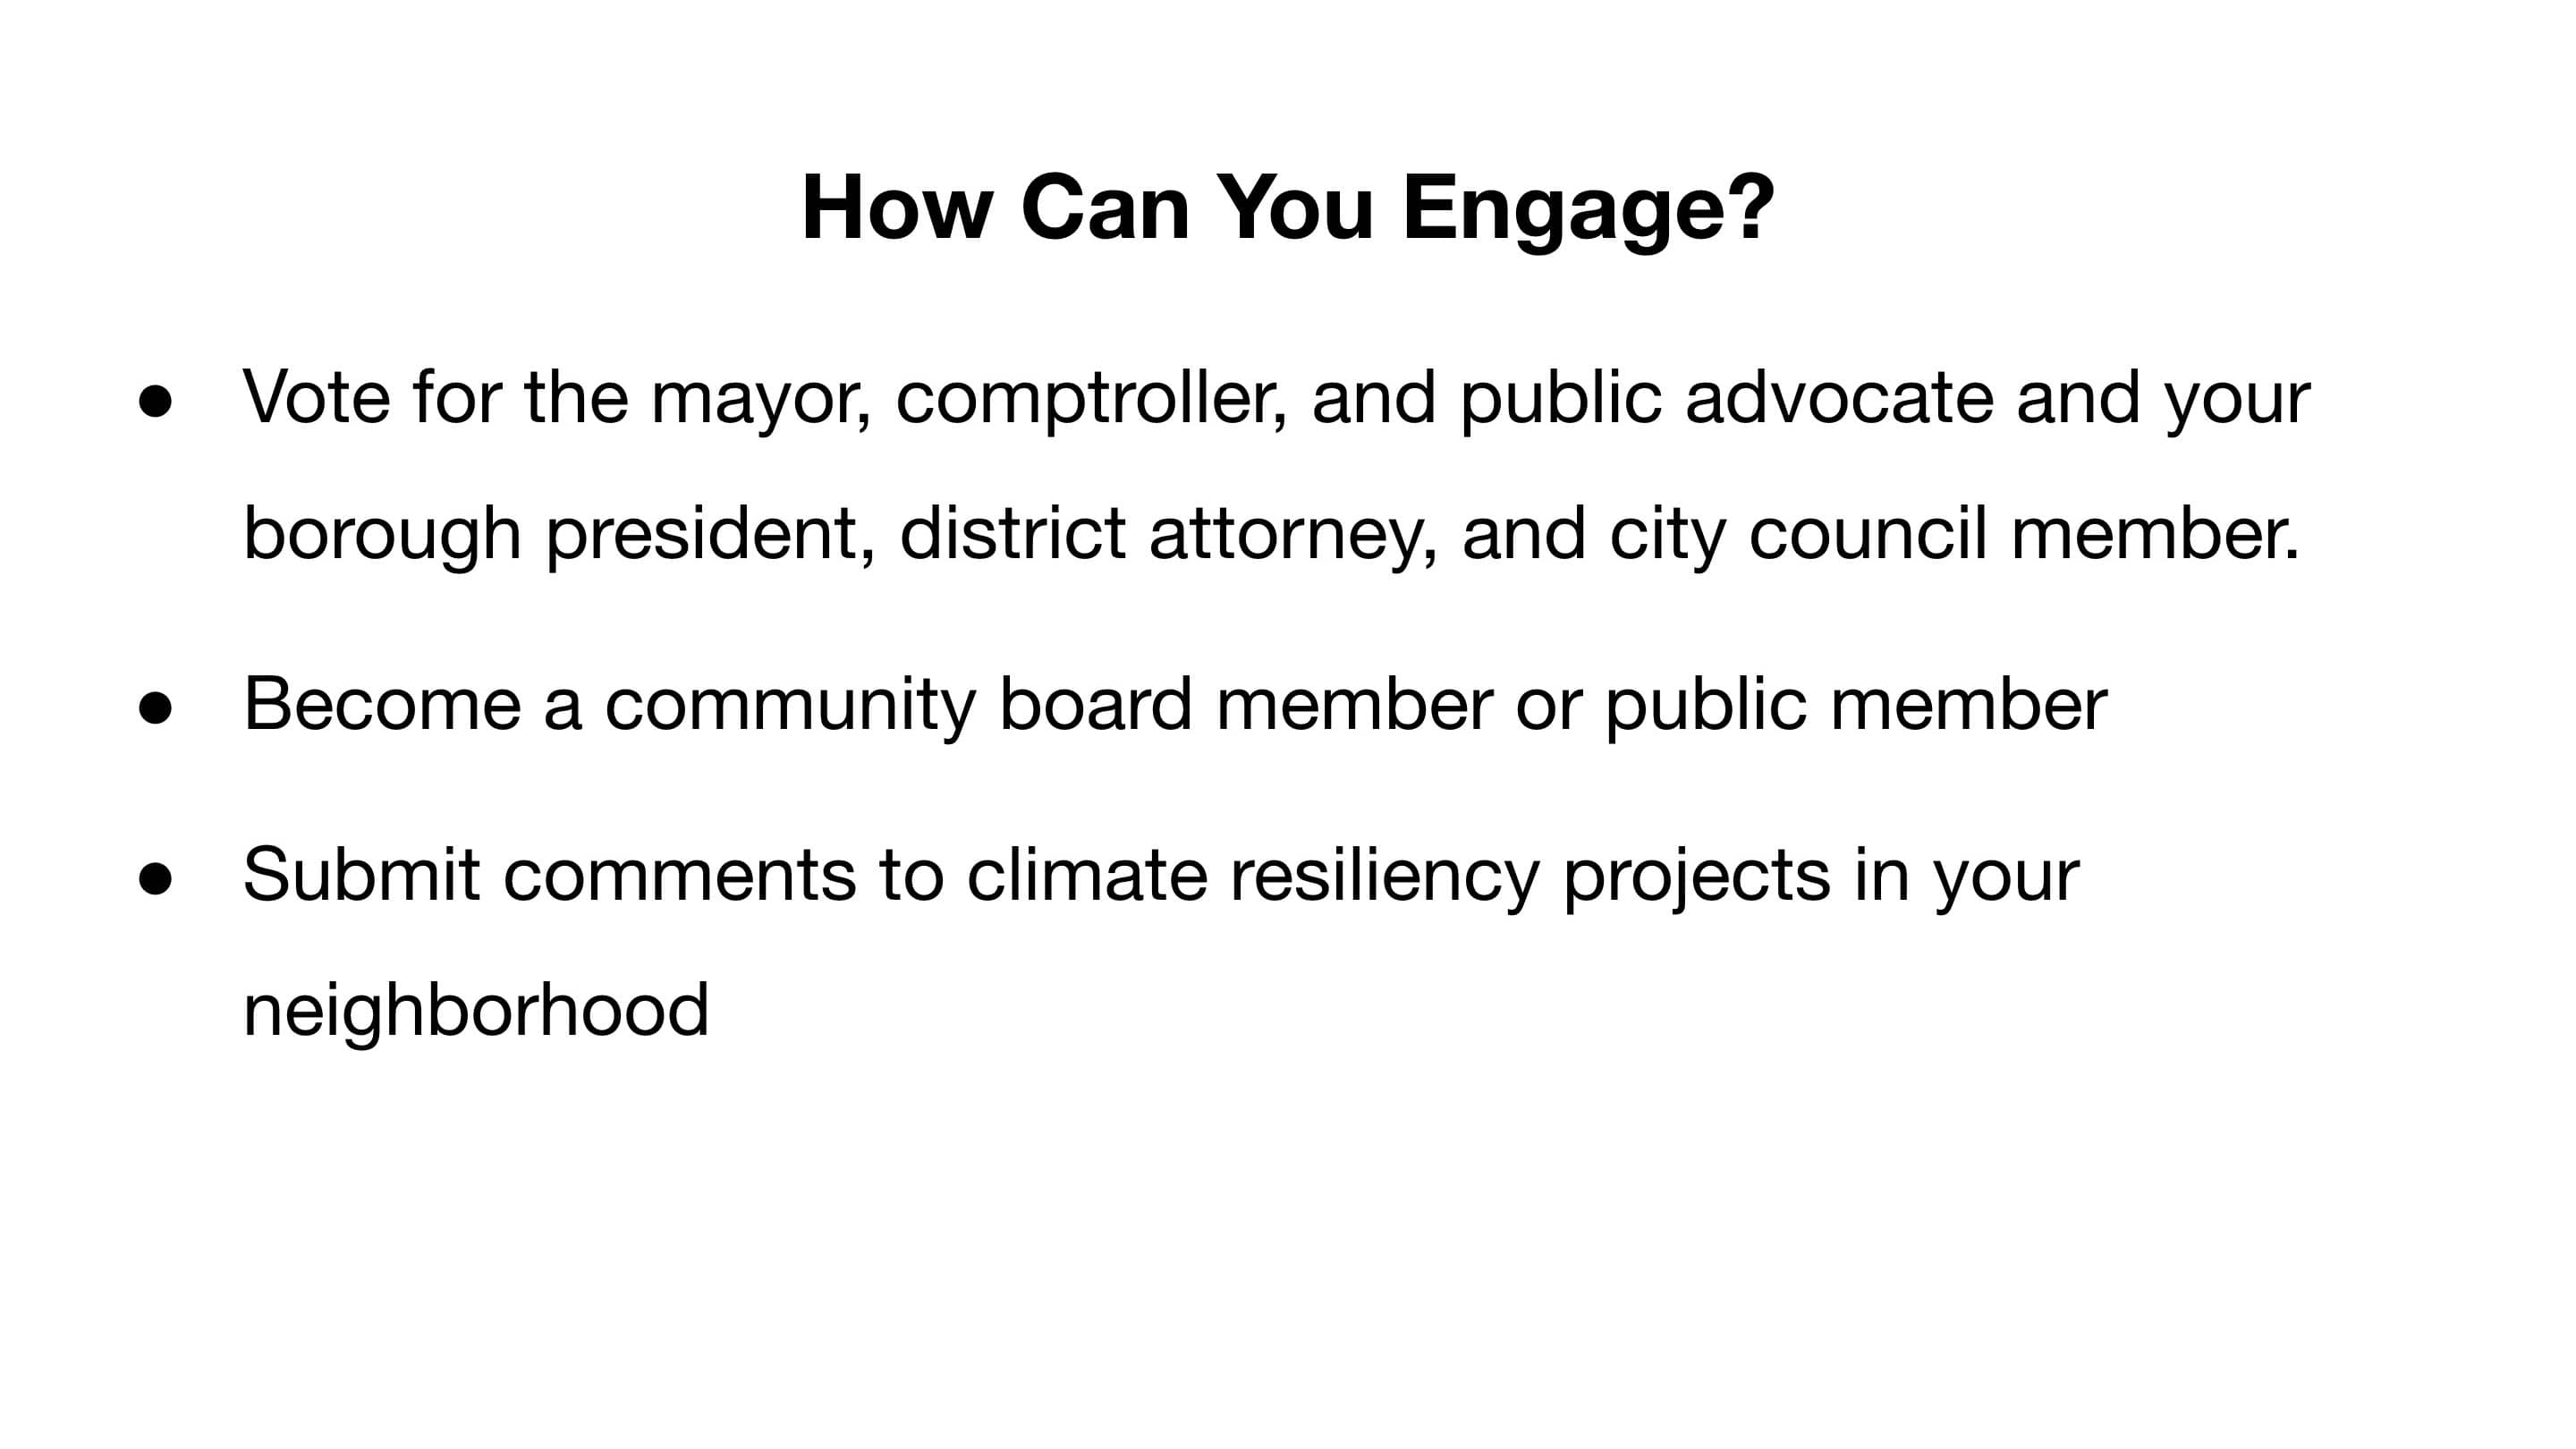 How Can You Engage?
● Vote for the mayor, comptroller, and public advocate and your
borough president, district attorney, and city council member.
● Become a community board member or public member
● Submit comments to climate resiliency projects in your
neighborhood